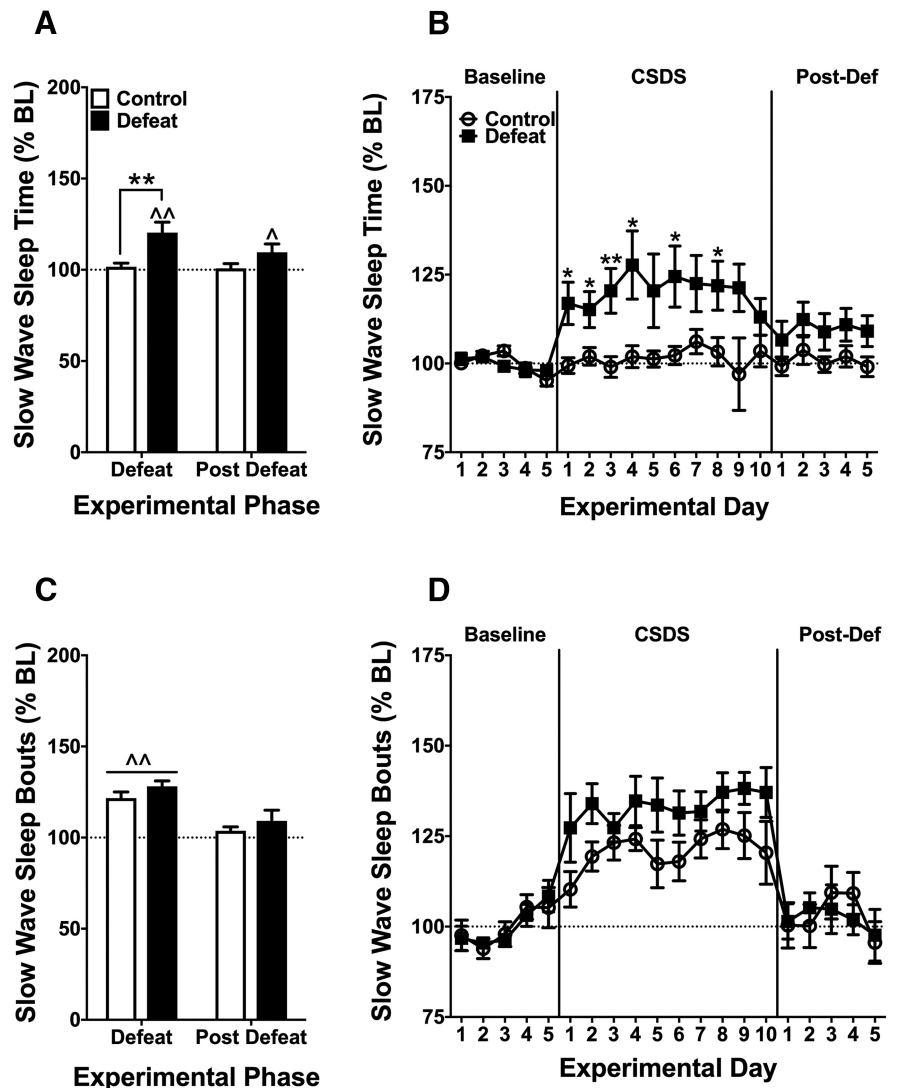 A
Slow Wave Sleep Time (% BL)
200
150
100
50
0
Control
Defeat
**
^^
^
Defeat Post Defeat
Experimental Phase
B
Baseline CSDS Post-Def
Slow Wave Sleep Time (% BL)
175
150
125
100
75
Control
Defeat
* * ** * * *
1 2 3 4 5 1 2 3 4 5 6 7 8 9 10 1 2 3 4 5
Experimental Day
C
Slow Wave Sleep Bouts (% BL)
200
150
100
50
0
^^
Defeat Post Defeat
Experimental Phase
D
Baseline CSDS Post-Def
Slow Wave Sleep Bouts (% BL)
175
150
125
100
75
1 2 3 4 5 1 2 3 4 5 6 7 8 9 10 1 2 3 4 5
Experimental Day